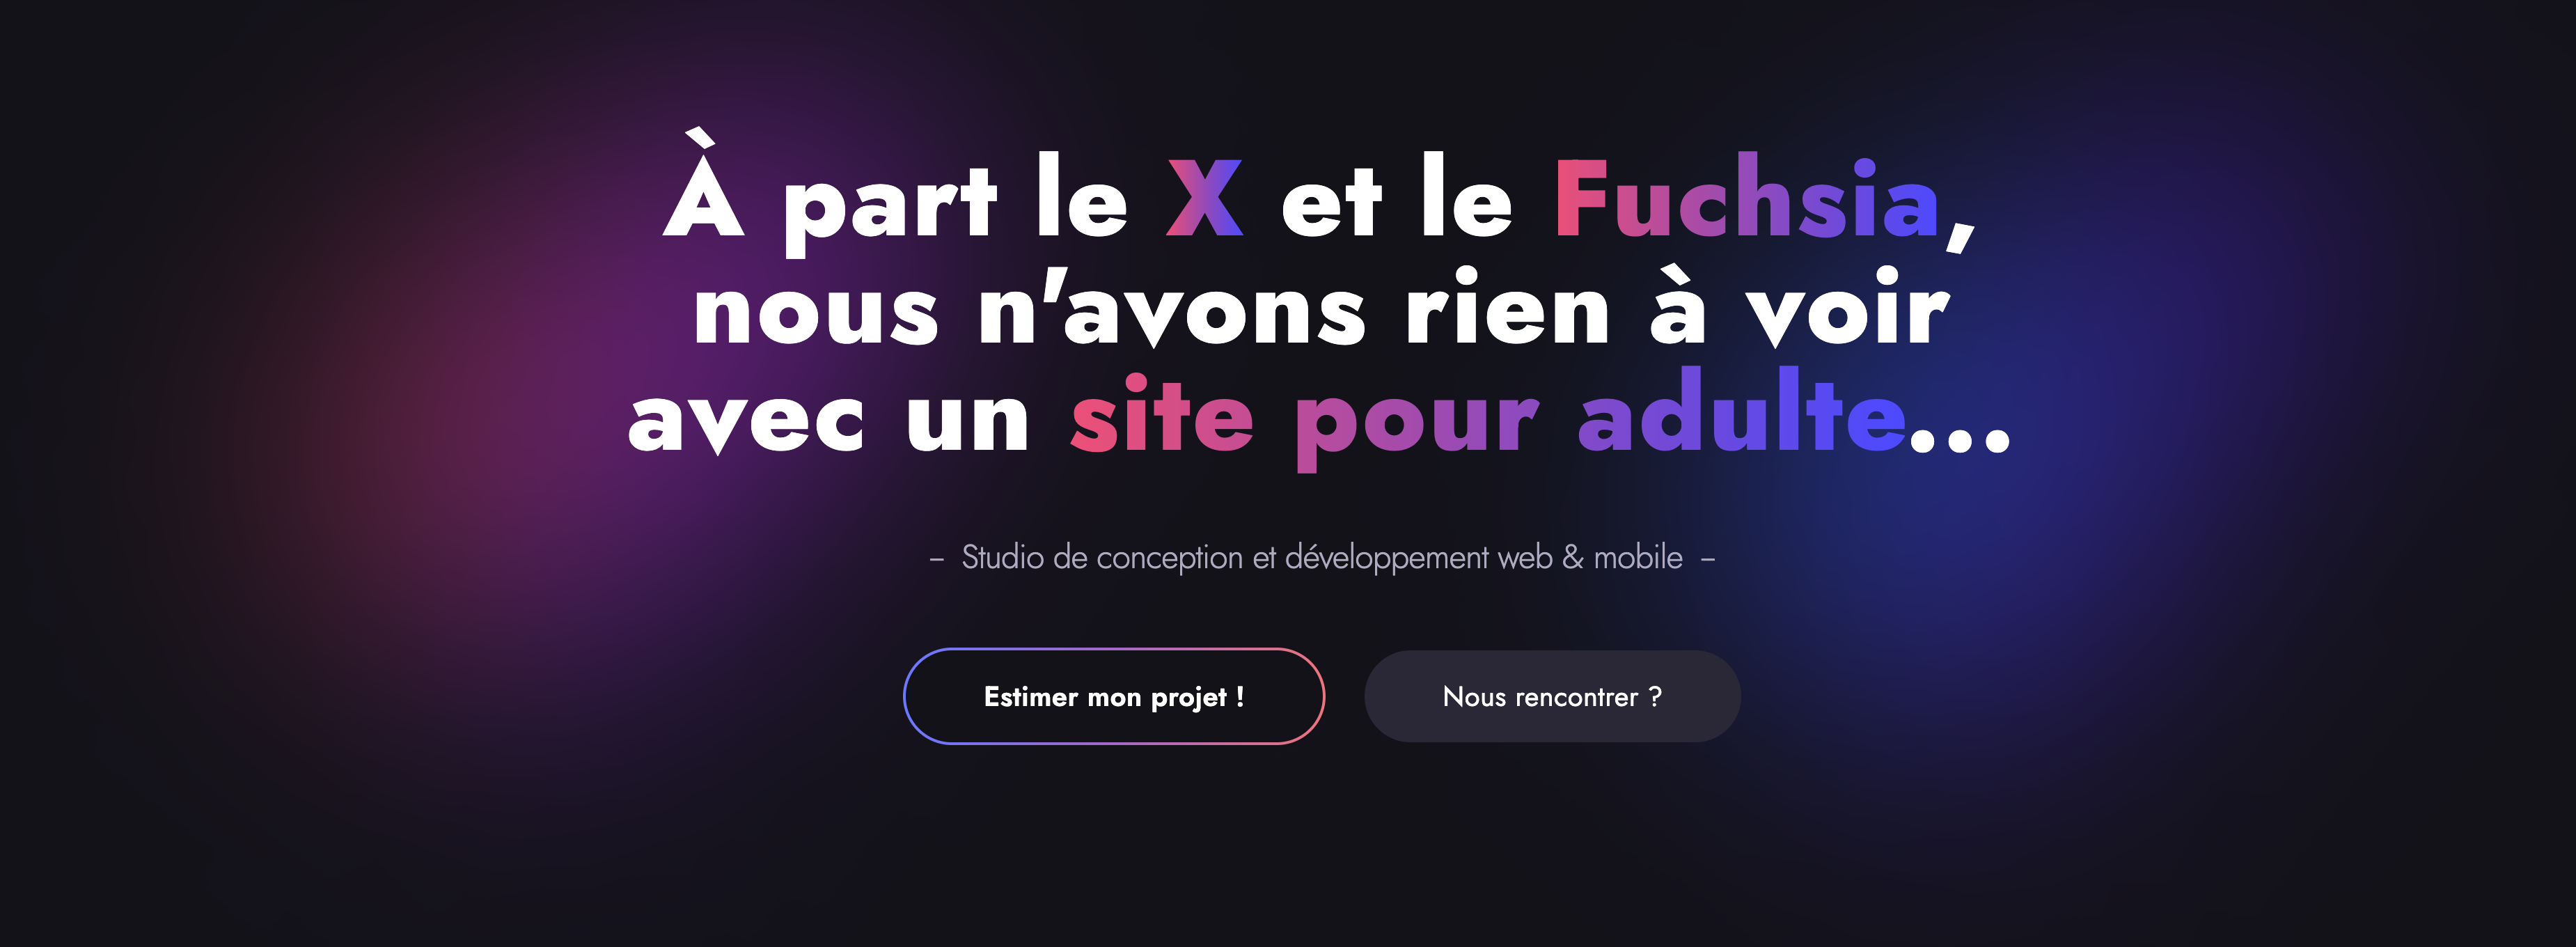 À part le X et le Fuchsia,
nous n'avons rien à voir
avec un site pour adulte...
– Studio de conception et développement web & mobile –
Estimer mon projet !
Nous rencontrer ?